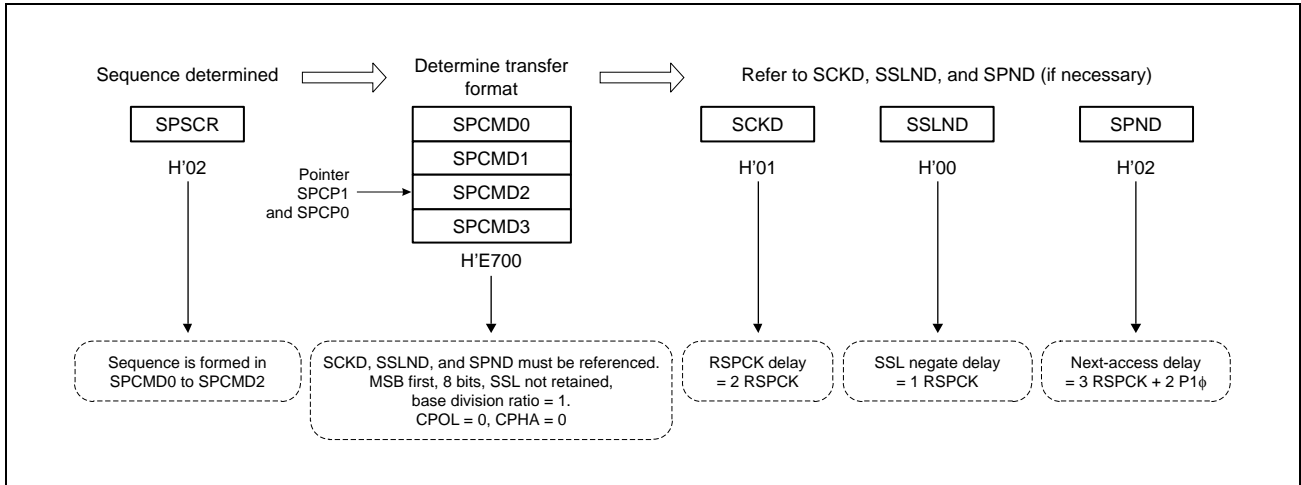 Sequence determined
Determine transfer
format
Refer to SCKD, SSLND, and SPND (if necessary)
SPSCR
H'02
Pointer
SPCP1
and SPCP0
SPCMD0
SPCMD1
SPCMD2
SPCMD3
H'E700
SCKD
H'01
SSLND
H'00
SPND
H'02
Sequence is formed in
SPCMD0 to SPCMD2
SCKD, SSLND, and SPND must be referenced.
MSB first, 8 bits, SSL not retained,
base division ratio = 1.
CPOL = 0, CPHA = 0
RSPCK delay
= 2 RSPCK
SSL negate delay
= 1 RSPCK
Next-access delay
= 3 RSPCK + 2 P1ϕ